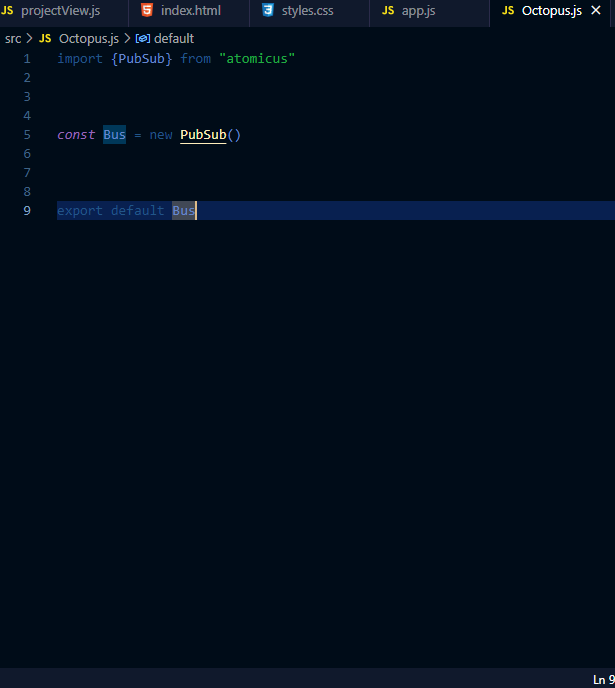 JS projectView.js index.html styles.css JS app.js JS Octopus.js
src > JS Octopus.js > default
1 import {PubSub} from "atomicus"
2
3
4
5 const Bus = new PubSub()
6
7
8
9 export default Bus
Ln 9